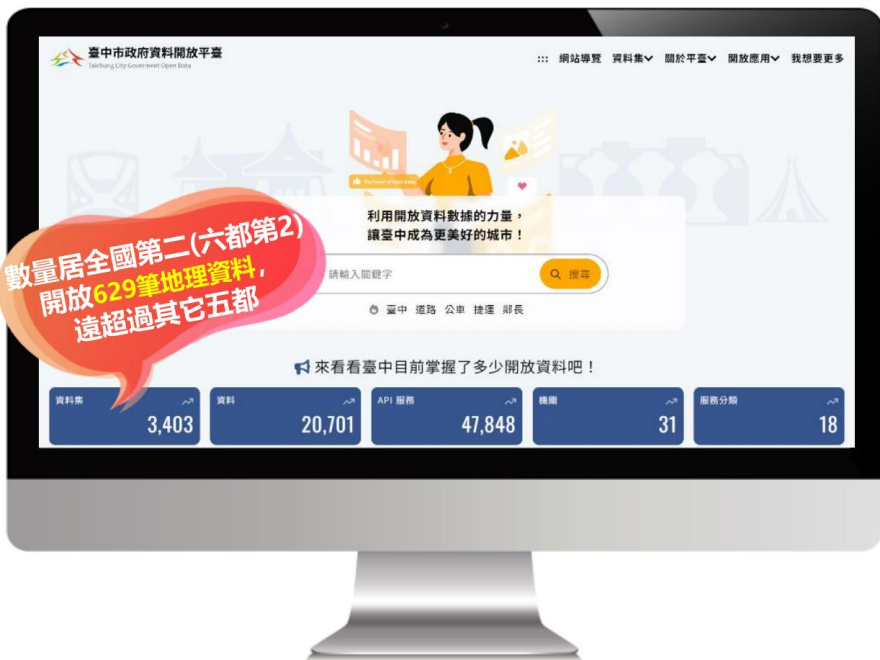 臺中市政府資料開放平臺
Taichung City Goverment Open Data
::: 網站導覽 資料集 關於平臺 開放應用 我想要更多
The Power of Open Data
利用開放資料數據的力量，
讓臺中成為更美好的城市！
請輸入關鍵字 搜尋
臺中 道路 公車 捷運 鄰長
數量居全國第二(六都第2)
開放629筆地理資料，
遠超過其它五都
來看看臺中目前掌握了多少開放資料吧！
資料集 資料 API 服務 機關 服務分類
3,403 20,701 47,848 31 18